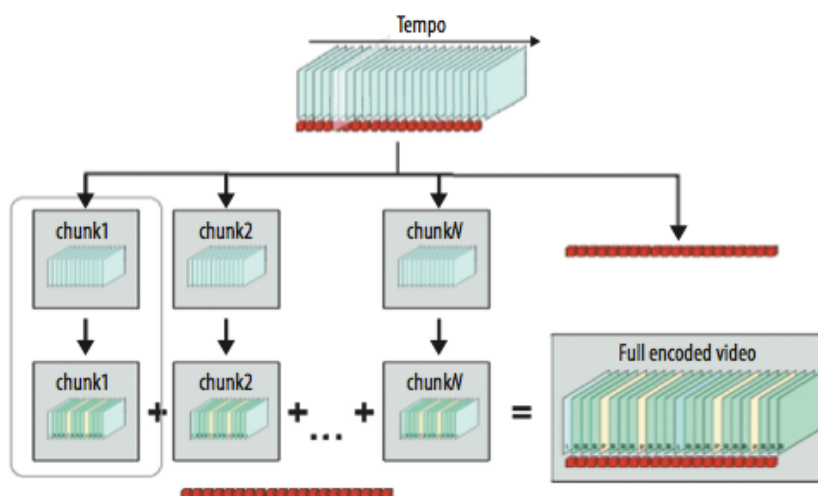 Tempo
chunk1
chunk2
chunkN
chunk1
+
chunk2
+
...
+
chunkN
=
Full encoded video